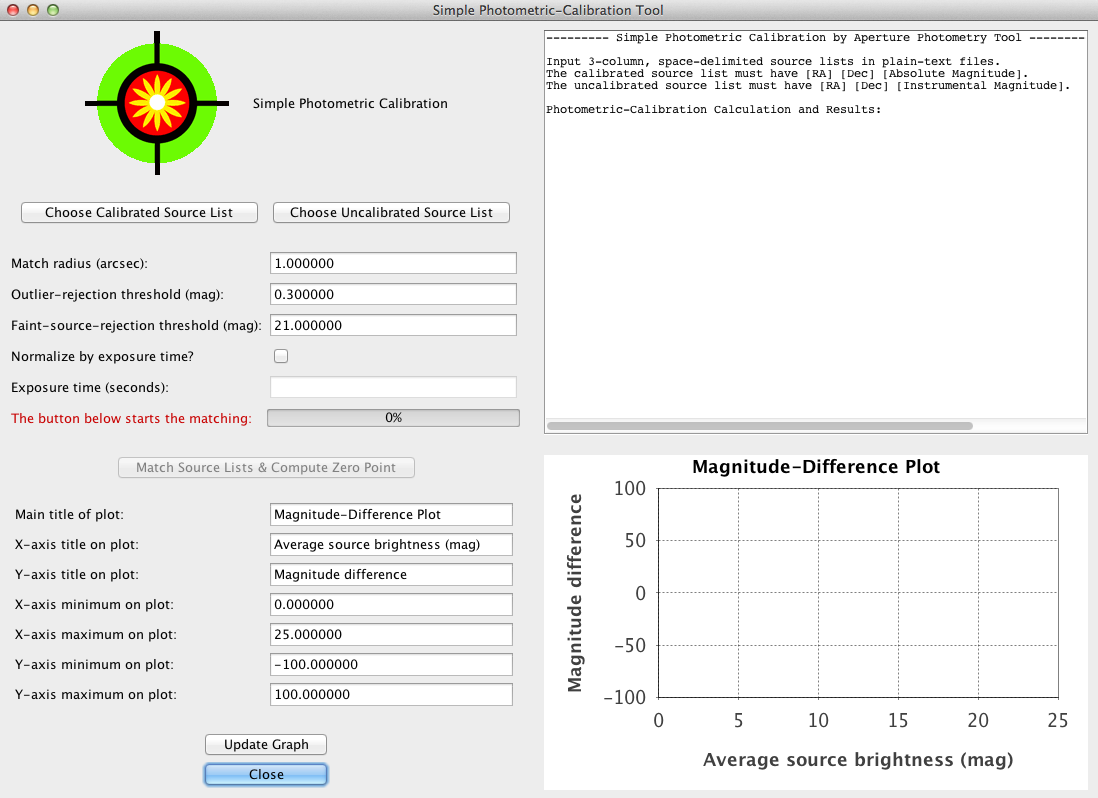 Simple Photometric-Calibration Tool
Simple Photometric Calibration
Choose Calibrated Source List
Choose Uncalibrated Source List
Match radius (arcsec):
1.000000
Outlier-rejection threshold (mag):
0.300000
Faint-source-rejection threshold (mag):
21.000000
Normalize by exposure time?
Exposure time (seconds):
The button below starts the matching:
0%
Match Source Lists & Compute Zero Point
Main title of plot:
Magnitude-Difference Plot
X-axis title on plot:
Average source brightness (mag)
Y-axis title on plot:
Magnitude difference
X-axis minimum on plot:
0.000000
X-axis maximum on plot:
25.000000
Y-axis minimum on plot:
-100.000000
Y-axis maximum on plot:
100.000000
Update Graph
Close
--------- Simple Photometric Calibration by Aperture Photometry Tool --------
Input 3-column, space-delimited source lists in plain-text files.
The calibrated source list must have [RA] [Dec] [Absolute Magnitude].
The uncalibrated source list must have [RA] [Dec] [Instrumental Magnitude].
Photometric-Calibration Calculation and Results:
Magnitude-Difference Plot
Magnitude difference
100
50
0
-50
-100
0 5 10 15 20 25
Average source brightness (mag)